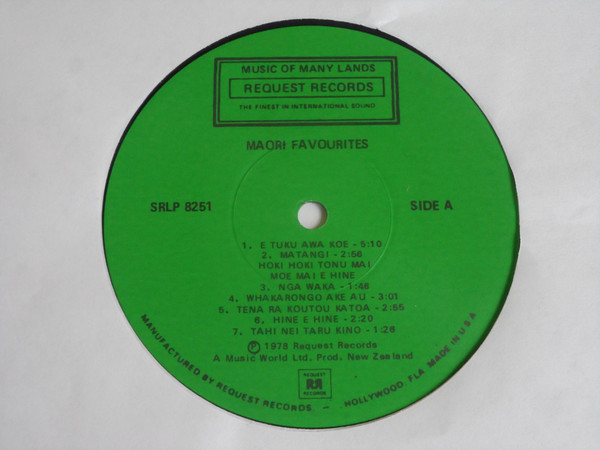 MUSIC OF MANY LANDS
REQUEST RECORDS
THE FINEST IN INTERNATIONAL SOUND
MAORI FAVOURITES
SRLP 8251
SIDE A
1. E TUKU AWA KOE - 5:10
2. MATANGI - 2:56
HOKI HOKI TONU MAI
MOE MAI E HINE
3. NGA WAKA - 1:46
4. WHAKARONGO AKE AU - 3:01
5. TENA RA KOUTOU KATOA - 2:55
6. HINE E HINE - 2:20
7. TAHI NEI TARU KINO - 1:26
Ⓟ 1978 Request Records
A Music World Ltd. Prod. New Zealand
REQUEST
RR
RECORDS
MANUFACTURED BY REQUEST RECORDS - HOLLYWOOD, FLA MADE IN U.S.A